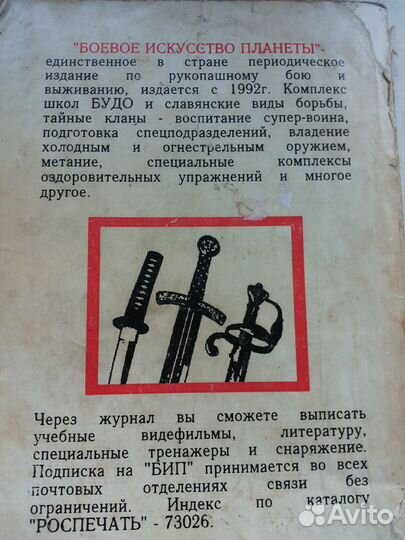 "БОЕВОЕ ИСКУССТВО ПЛАНЕТЫ"-
единственное в стране периодическое
издание по рукопашному бою и
выживанию, издается с 1992г. Комплекс
школ БУДО и славянские виды борьбы,
тайные кланы - воспитание супер-воина,
подготовка спецподразделений, владение
холодным и огнестрельным оружием,
метание, специальные комплексы
оздоровительных упражнений и многое
другое.
Через журнал вы сможете выписать
учебные видефильмы, литературу,
специальные тренажеры и снаряжение.
Подписка на "БИП" принимается во всех
почтовых отделениях связи без
ограничений. Индекс по каталогу
"РОСПЕЧАТЬ" - 73026.
Avito